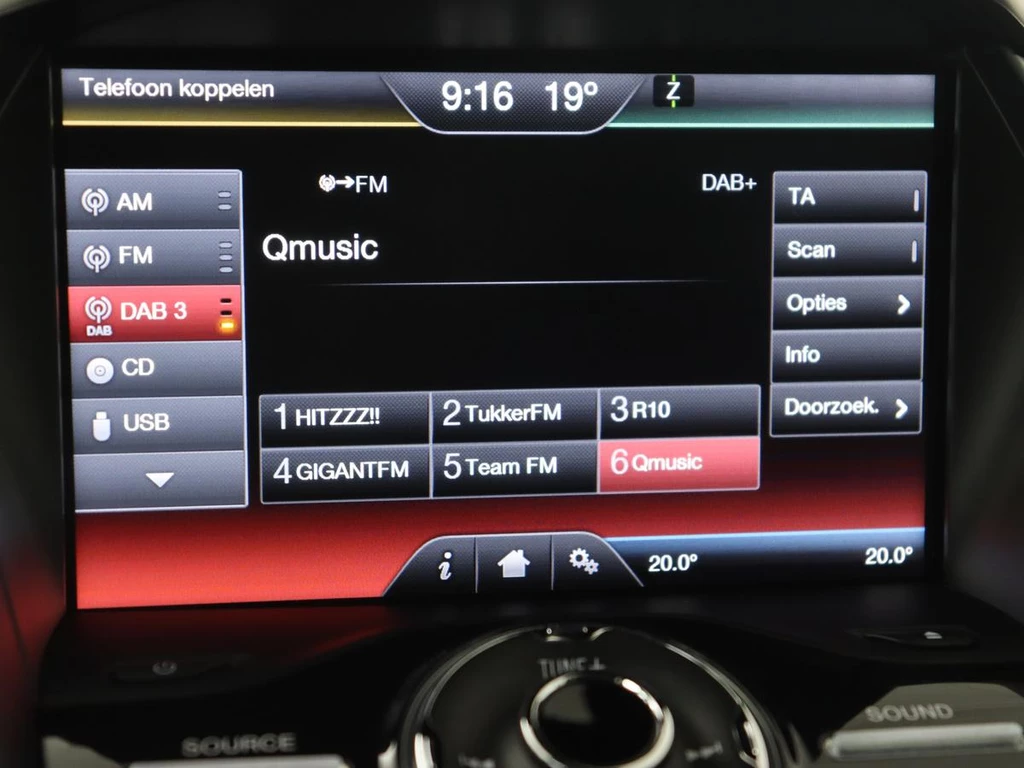 Telefoon koppelen
9:16 19°
Z
AM
FM
DAB
DAB 3
CD
USB
→FM
DAB+
Qmusic
1 HITZZZ!!
2 TukkerFM
3 R10
4 GIGANTFM
5 Team FM
6 Qmusic
TA
Scan
Opties
Info
Doorzoek.
i
20.0°
20.0°
TUNE
SOURCE
SOUND